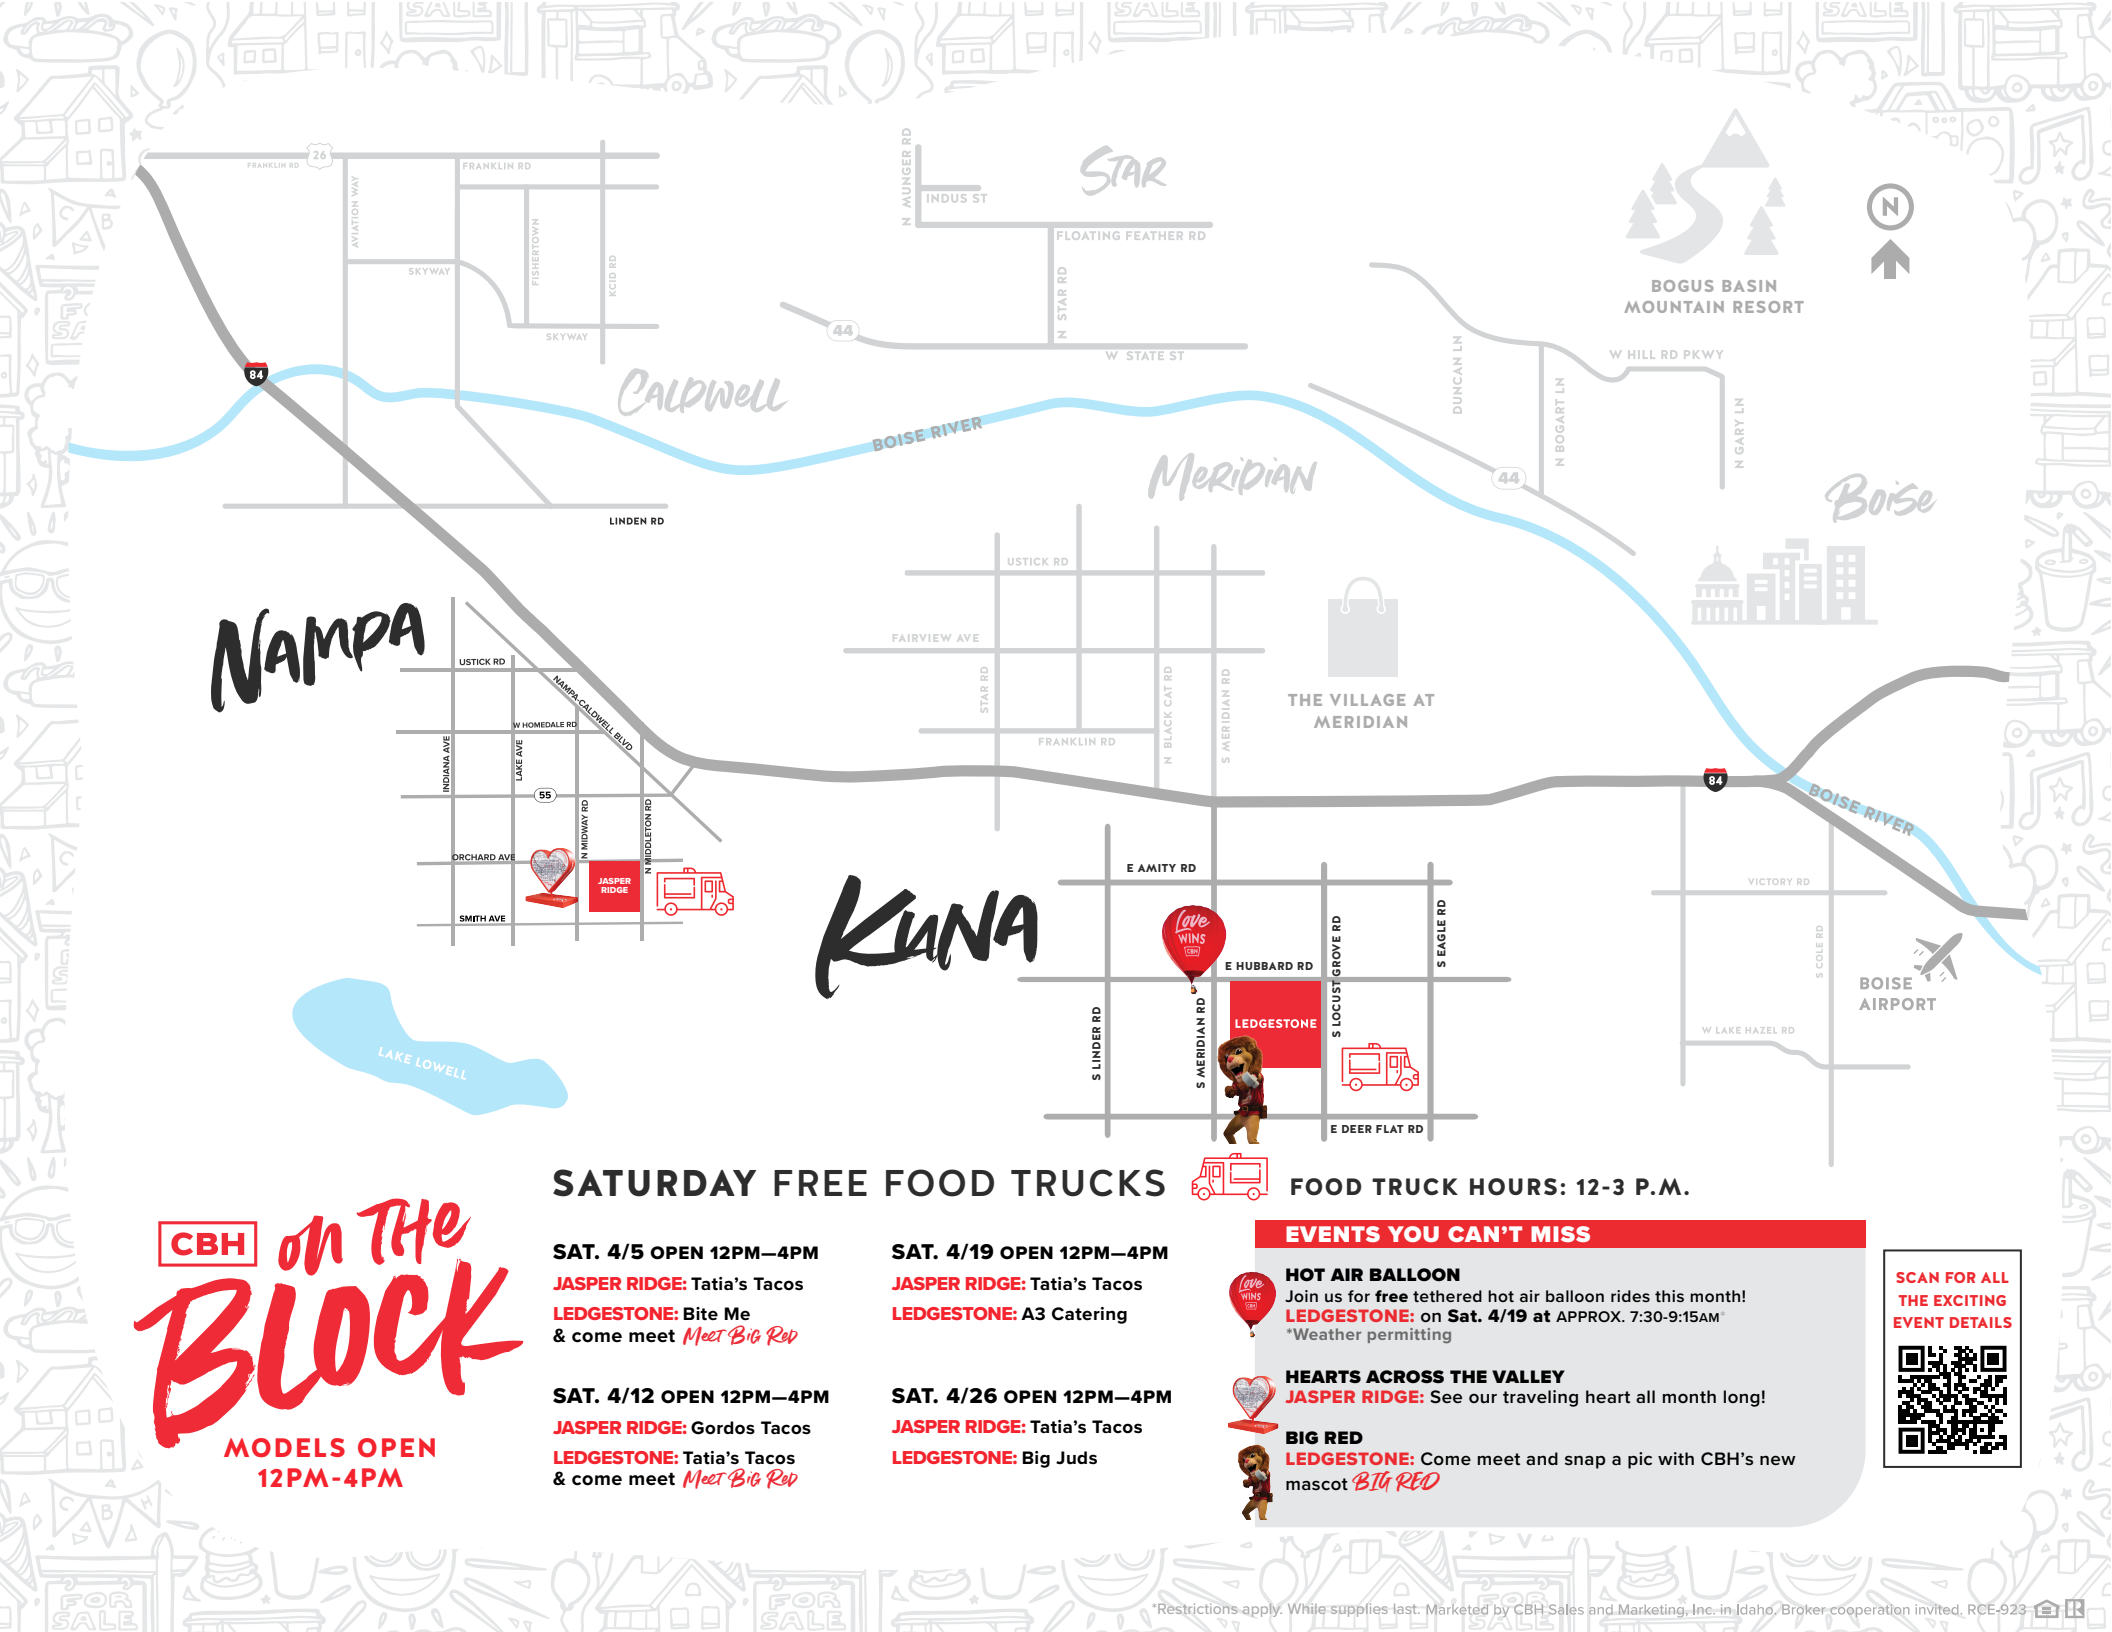 SALE
SALE
26
FRANKLIN RD
FRANKLIN RD
AVIATION WAY
FISHERTOWN
KCID RD
SKYWAY
SKYWAY
N MUNGER RD
INDUS ST
STAR
FLOATING FEATHER RD
N STAR RD
44
W STATE ST
N
BOGUS BASIN
MOUNTAIN RESORT
DUNCAN LN
W HILL RD PKWY
N BOGART LN
N GARY LN
84
CALDWELL
BOISE RIVER
MERIDIAN
44
BOISE
LINDEN RD
NAMPA
USTICK RD
NAMPA-CALDWELL BLVD
W HOMEDALE RD
INDIANA AVE
LAKE AVE
55
N MIDWAY RD
N MIDDLETON RD
ORCHARD AVE
JASPER
RIDGE
SMITH AVE
USTICK RD
FAIRVIEW AVE
STAR RD
N BLACK CAT RD
S MERIDIAN RD
FRANKLIN RD
THE VILLAGE AT
MERIDIAN
84
BOISE RIVER
KUNA
E AMITY RD
Love
WINS
CBH
E HUBBARD RD
S LOCUST GROVE RD
S EAGLE RD
S LINDER RD
S MERIDIAN RD
LEDGESTONE
E DEER FLAT RD
VICTORY RD
S COLE RD
BOISE
AIRPORT
W LAKE HAZEL RD
LAKE LOWELL
CBH on THE
BLOCK
MODELS OPEN
12PM-4PM
SATURDAY FREE FOOD TRUCKS
FOOD TRUCK HOURS: 12-3 P.M.
SAT. 4/5 OPEN 12PM—4PM
JASPER RIDGE: Tatia's Tacos
LEDGESTONE: Bite Me
& come meet MEET BIG RED
SAT. 4/12 OPEN 12PM—4PM
JASPER RIDGE: Gordos Tacos
LEDGESTONE: Tatia's Tacos
& come meet MEET BIG RED
SAT. 4/19 OPEN 12PM—4PM
JASPER RIDGE: Tatia's Tacos
LEDGESTONE: A3 Catering
SAT. 4/26 OPEN 12PM—4PM
JASPER RIDGE: Tatia's Tacos
LEDGESTONE: Big Juds
EVENTS YOU CAN'T MISS
Love
WINS
CBH
HOT AIR BALLOON
Join us for free tethered hot air balloon rides this month!
LEDGESTONE: on Sat. 4/19 at APPROX. 7:30-9:15AM*
*Weather permitting
HEARTS ACROSS THE VALLEY
JASPER RIDGE: See our traveling heart all month long!
BIG RED
LEDGESTONE: Come meet and snap a pic with CBH's new
mascot BIG RED
SCAN FOR ALL
THE EXCITING
EVENT DETAILS
CBH
FOR
SALE
FOR
SALE
*Restrictions apply. While supplies last. Marketed by CBH Sales and Marketing, Inc. in Idaho. Broker cooperation invited. RCE-923